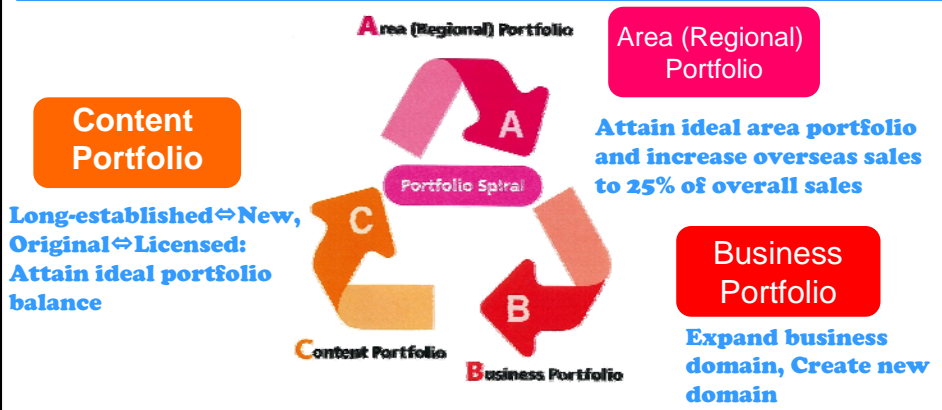 Area (Regional) Portfolio
Area (Regional)
Portfolio
Content
Portfolio
A
Attain ideal area portfolio
and increase overseas sales
to 25% of overall sales
Portfolio Spiral
Long-established⇔New,
Original⇔Licensed:
Attain ideal portfolio
balance
C
Business
Portfolio
B
Expand business
domain, Create new
domain
Content Portfolio
Business Portfolio